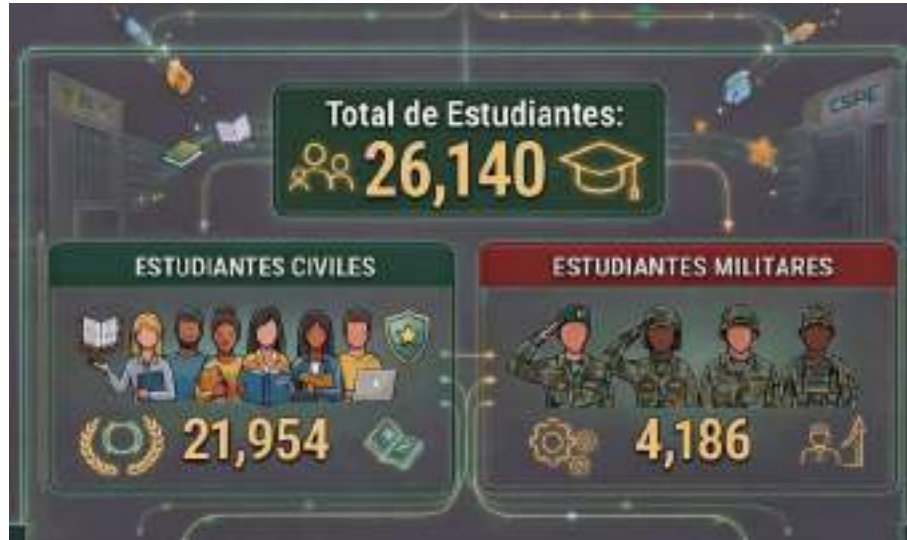 Total de Estudiantes:
26,140
ESTUDIANTES CIVILES
ESTUDIANTES MILITARES
21,954
4,186